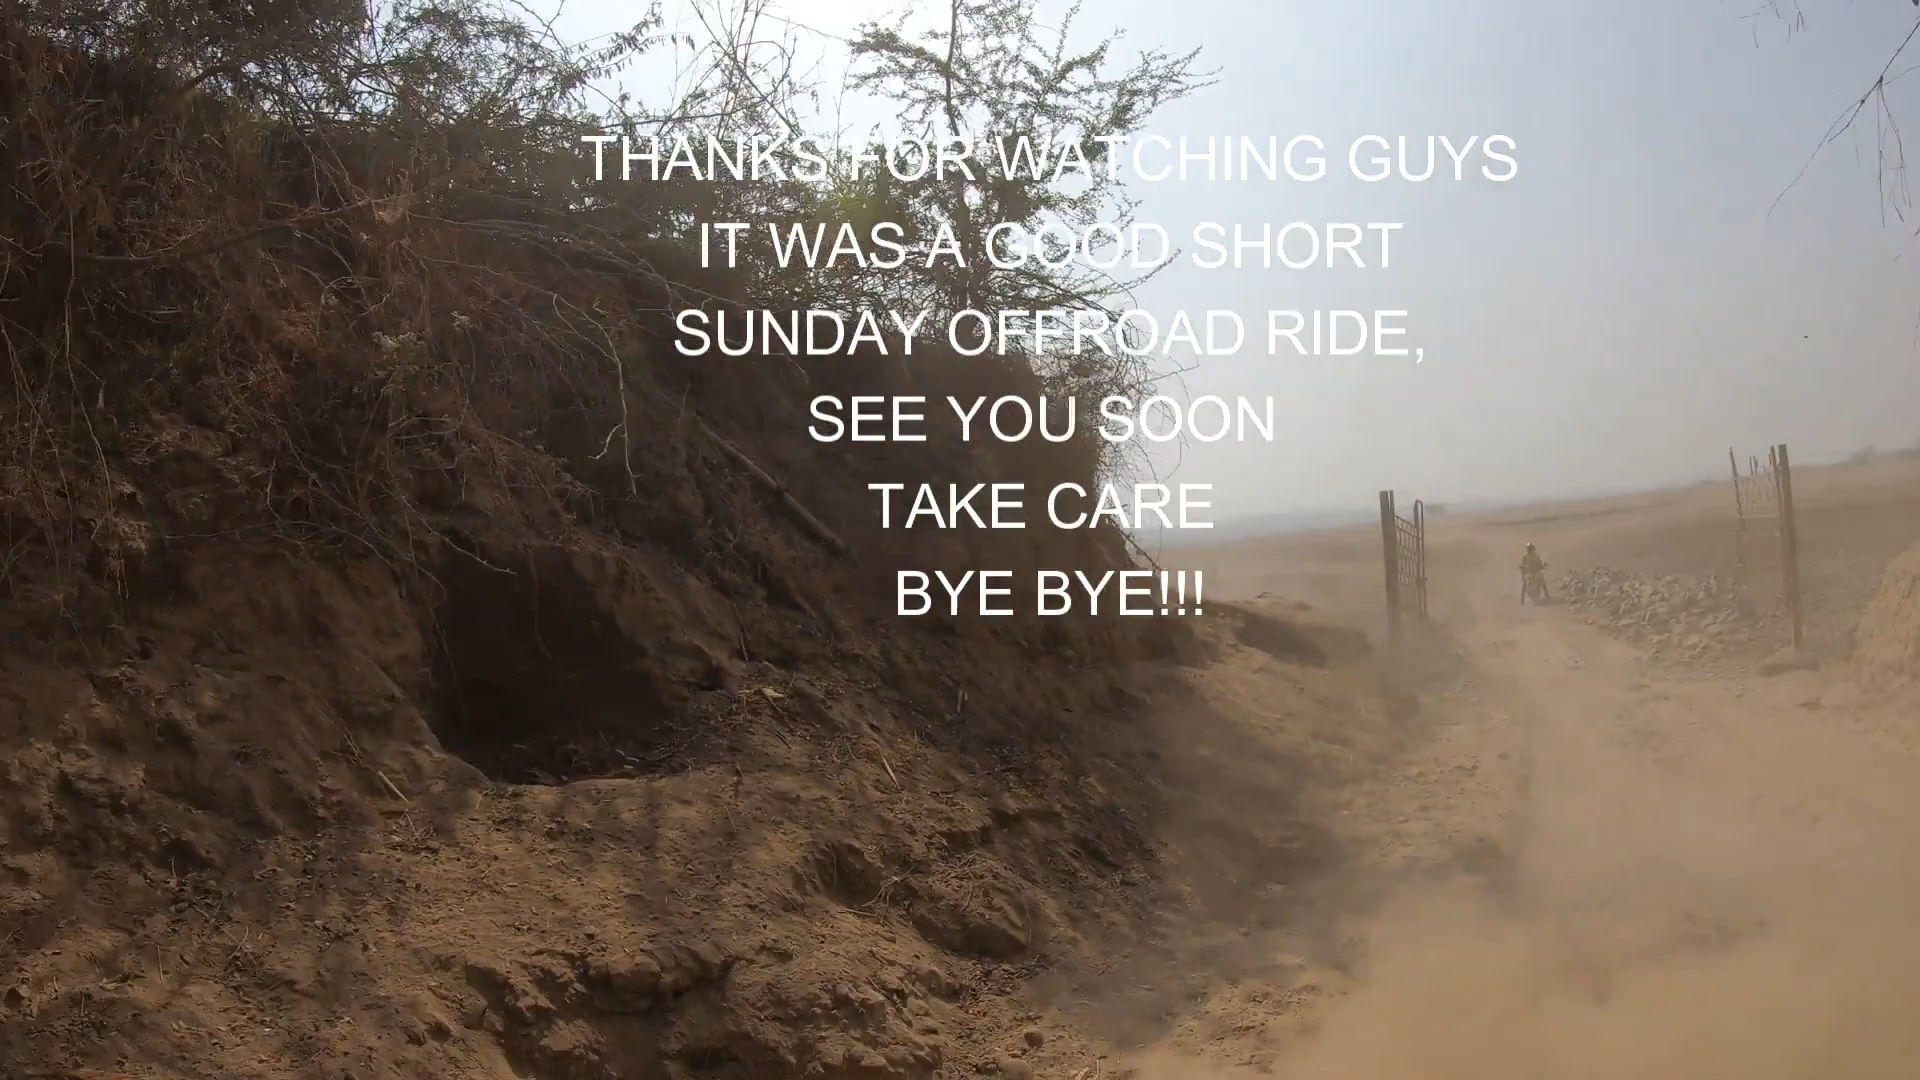 THANKS FOR WATCHING GUYS
IT WAS A GOOD SHORT
SUNDAY OFFROAD RIDE,
SEE YOU SOON
TAKE CARE
BYE BYE!!!